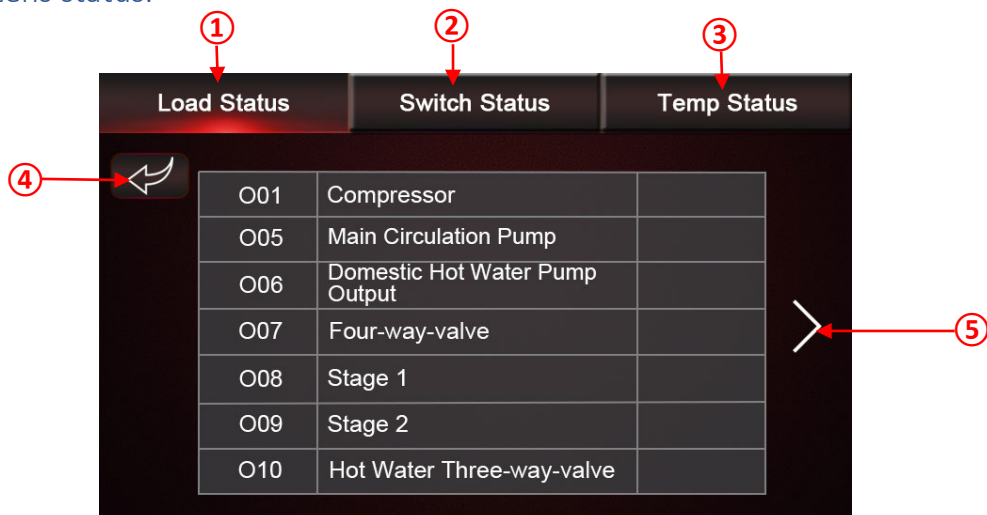 status.
① ② ③
Load Status Switch Status Temp Status
④
O01 Compressor
O05 Main Circulation Pump
O06 Domestic Hot Water Pump
Output
O07 Four-way-valve
⑤
O08 Stage 1
O09 Stage 2
O10 Hot Water Three-way-valve